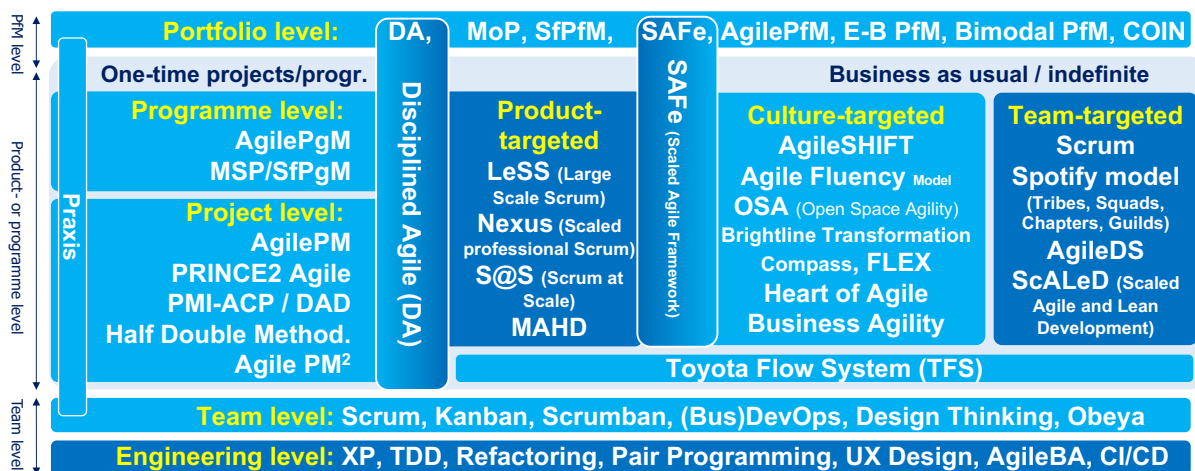 PfM level
Product- or programme level
Team level
Portfolio level: DA, MoP, SfPfM, SAFe, AgilePfM, E-B PfM, Bimodal PfM, COIN
One-time projects/progr.
Business as usual / indefinite
Praxis
Programme level:
AgilePgM
MSP/SfPgM
Project level:
AgilePM
PRINCE2 Agile
PMI-ACP / DAD
Half Double Method.
Agile PM²
Disciplined Agile (DA)
Product-
targeted
LeSS (Large
Scale Scrum)
Nexus (Scaled
professional Scrum)
S@S (Scrum at
Scale)
MAHD
SAFe (Scaled Agile Framework)
Culture-targeted
AgileSHIFT
Agile Fluency Model
OSA (Open Space Agility)
Brightline Transformation
Compass, FLEX
Heart of Agile
Business Agility
Team-targeted
Scrum
Spotify model
(Tribes, Squads,
Chapters, Guilds)
AgileDS
ScALeD (Scaled
Agile and Lean
Development)
Toyota Flow System (TFS)
Team level: Scrum, Kanban, Scrumban, (Bus)DevOps, Design Thinking, Obeya
Engineering level: XP, TDD, Refactoring, Pair Programming, UX Design, AgileBA, CI/CD